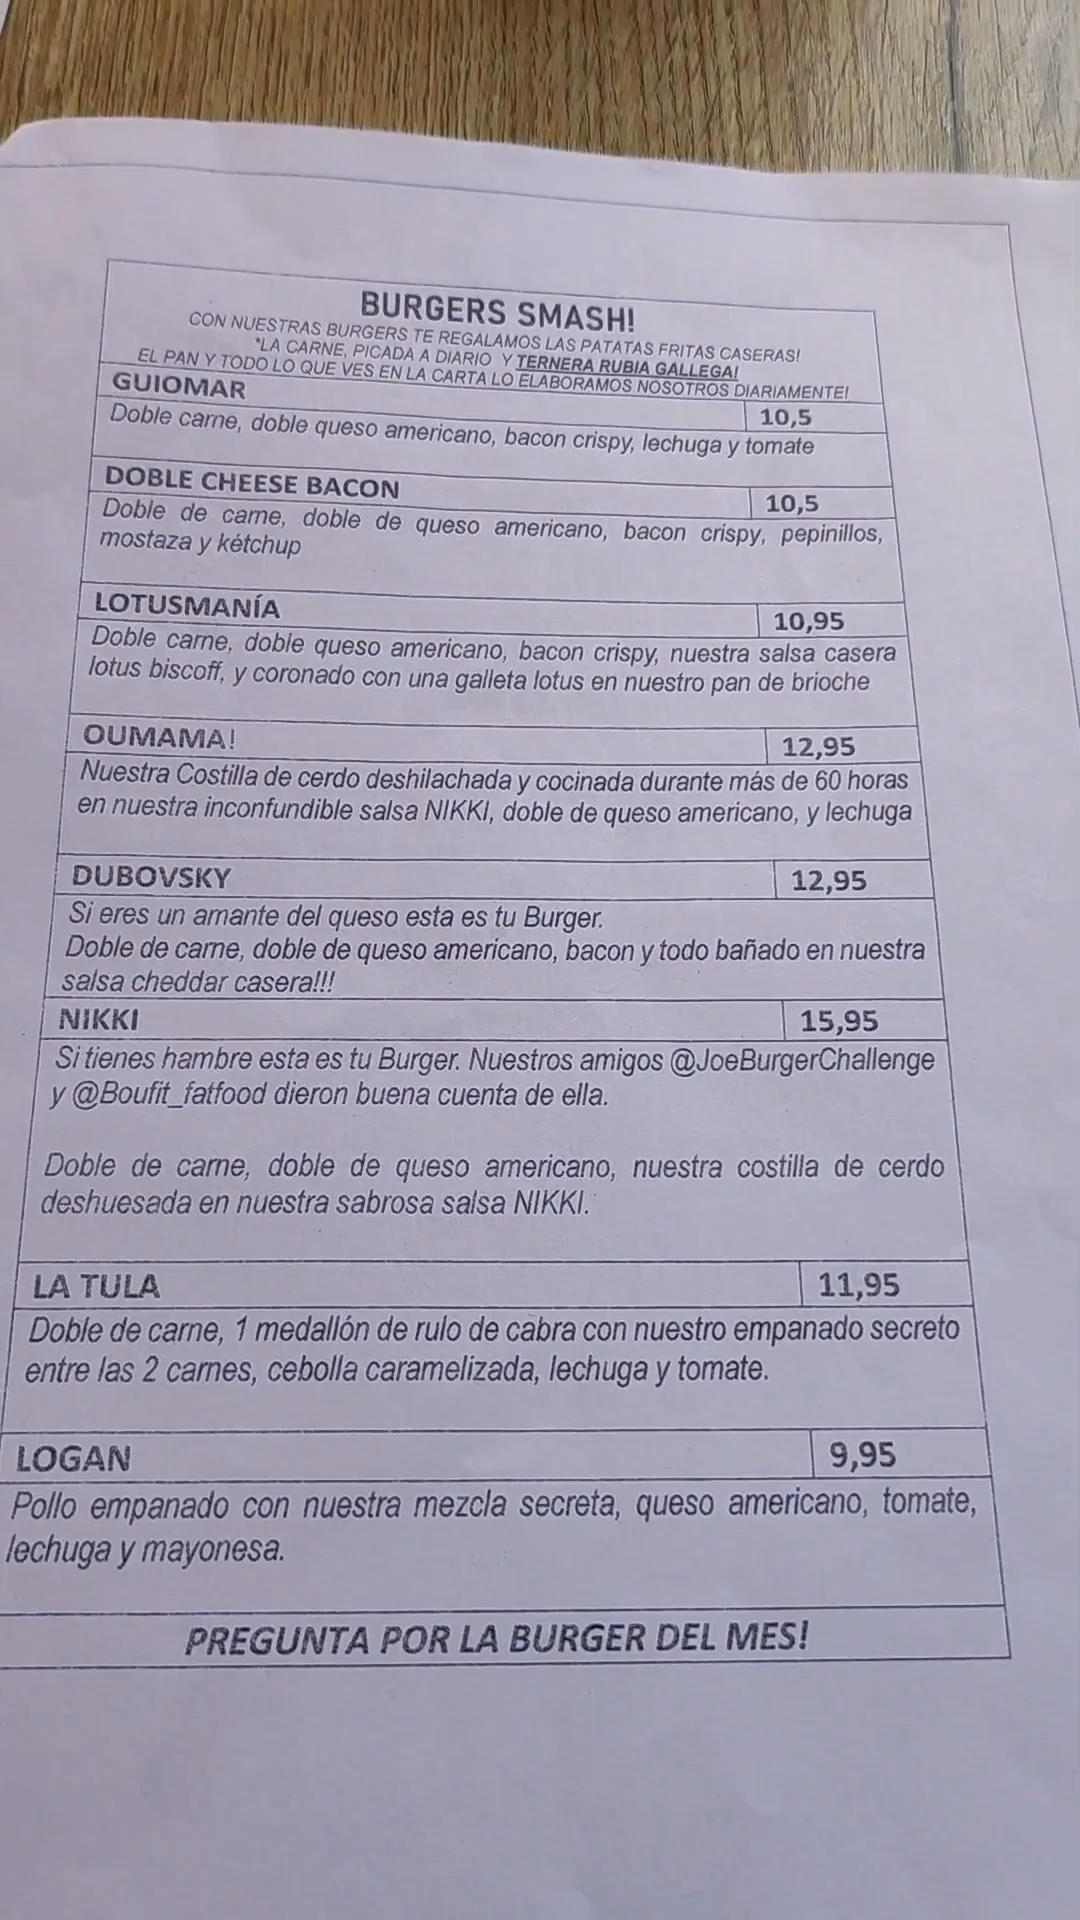 BURGERS SMASH!
CON NUESTRAS BURGERS TE REGALAMOS LAS PATATAS FRITAS CASERAS!
*LA CARNE, PICADA A DIARIO Y TERNERA RUBIA GALLEGA!
EL PAN Y TODO LO QUE VES EN LA CARTA LO ELABORAMOS NOSOTROS DIARIAMENTE!
GUIOMAR 10,5
Doble carne, doble queso americano, bacon crispy, lechuga y tomate
DOBLE CHEESE BACON 10,5
Doble de carne, doble de queso americano, bacon crispy, pepinillos,
mostaza y kétchup
LOTUSMANÍA 10,95
Doble carne, doble queso americano, bacon crispy, nuestra salsa casera
lotus biscoff, y coronado con una galleta lotus en nuestro pan de brioche
OUMAMA! 12,95
Nuestra Costilla de cerdo deshilachada y cocinada durante más de 60 horas
en nuestra inconfundible salsa NIKKI, doble de queso americano, y lechuga
DUBOVSKY 12,95
Si eres un amante del queso esta es tu Burger.
Doble de carne, doble de queso americano, bacon y todo bañado en nuestra
salsa cheddar casera!!!
NIKKI 15,95
Si tienes hambre esta es tu Burger. Nuestros amigos @JoeBurgerChallenge
y @Boufit_fatfood dieron buena cuenta de ella.
Doble de carne, doble de queso americano, nuestra costilla de cerdo
deshuesada en nuestra sabrosa salsa NIKKI.
LA TULA 11,95
Doble de carne, 1 medallón de rulo de cabra con nuestro empanado secreto
entre las 2 carnes, cebolla caramelizada, lechuga y tomate.
LOGAN 9,95
Pollo empanado con nuestra mezcla secreta, queso americano, tomate,
lechuga y mayonesa.
PREGUNTA POR LA BURGER DEL MES!